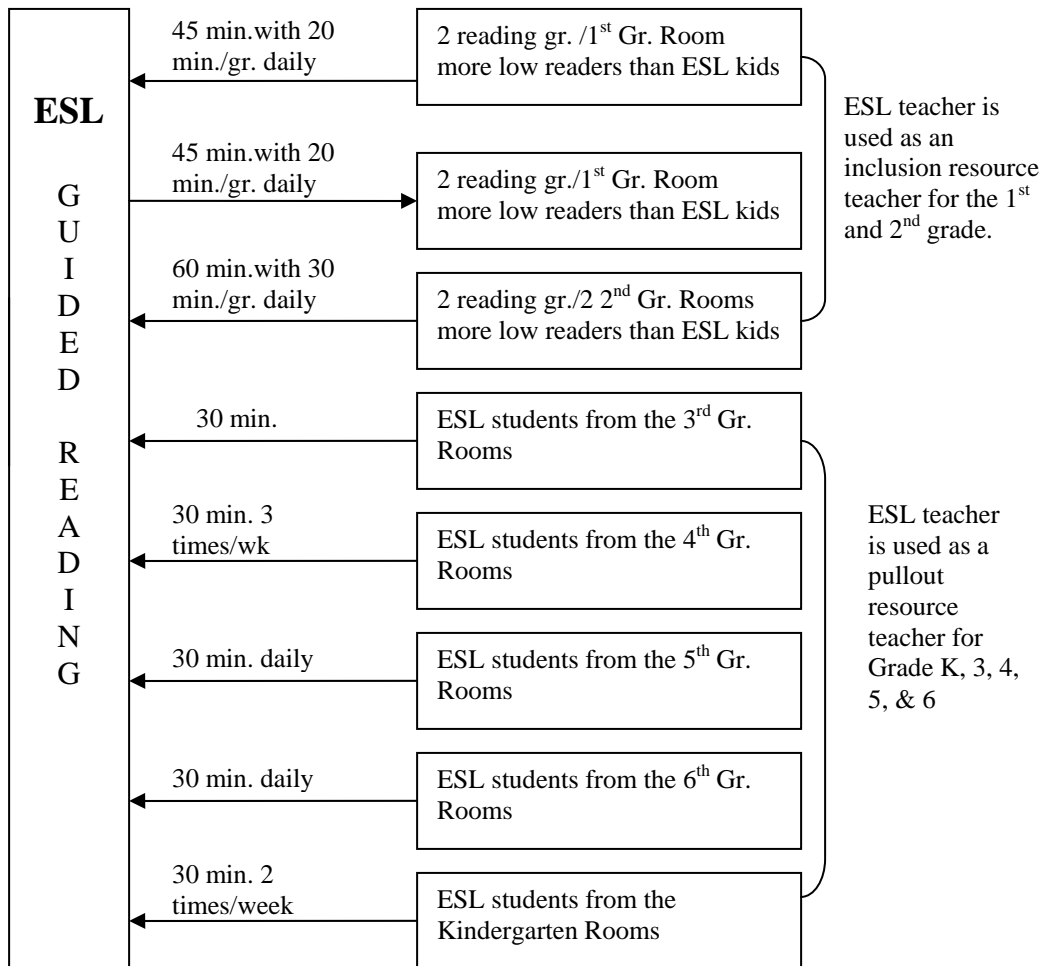 ESL
G
U
I
D
E
D
R
E
A
D
I
N
G
45 min.with 20
min./gr. daily
2 reading gr. /1st Gr. Room
more low readers than ESL kids
45 min.with 20
min./gr. daily
2 reading gr./1st Gr. Room
more low readers than ESL kids
60 min.with 30
min./gr. daily
2 reading gr./2 2nd Gr. Rooms
more low readers than ESL kids
ESL teacher is
used as an
inclusion resource
teacher for the 1st
and 2nd grade.
30 min.
ESL students from the 3rd Gr.
Rooms
30 min. 3
times/wk
ESL students from the 4th Gr.
Rooms
30 min. daily
ESL students from the 5th Gr.
Rooms
30 min. daily
ESL students from the 6th Gr.
Rooms
30 min. 2
times/week
ESL students from the
Kindergarten Rooms
ESL teacher
is used as a
pullout
resource
teacher for
Grade K, 3, 4,
5, & 6